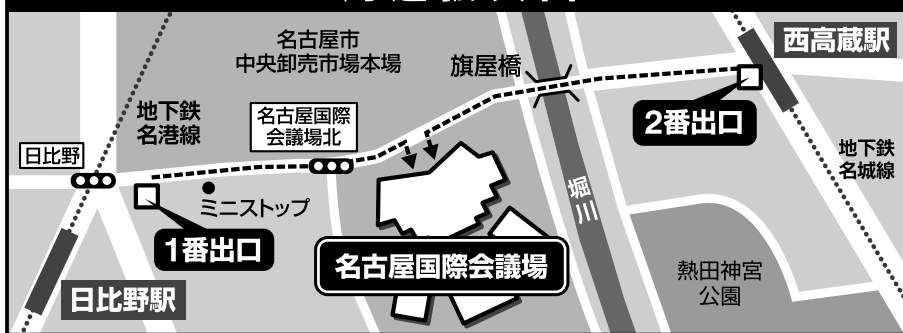 名古屋市
中央卸売市場本場
旗屋橋
西高蔵駅
地下鉄
名港線
名古屋国際
会議場北
2番出口
日比野
地下鉄
名城線
ミニストップ
堀川
1番出口
名古屋国際会議場
熱田神宮
公園
日比野駅